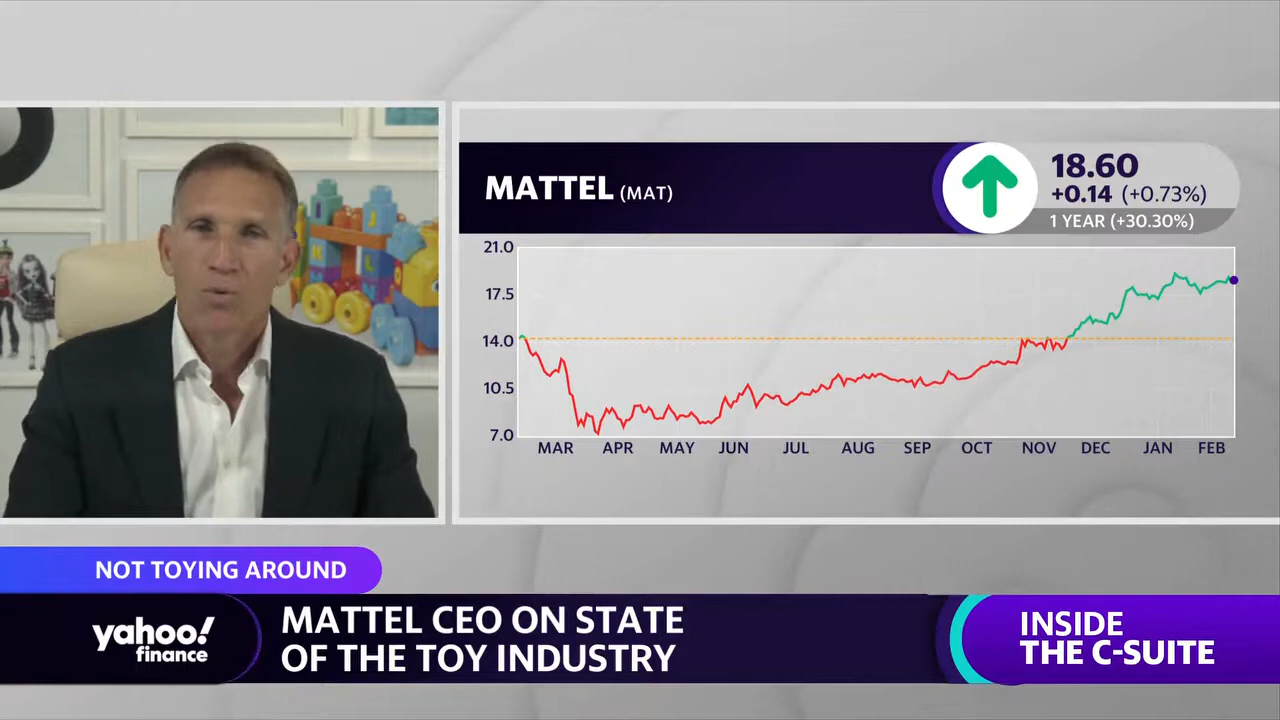 MATTEL (MAT)
18.60
+0.14 (+0.73%)
1 YEAR (+30.30%)
21.0
17.5
14.0
10.5
7.0
MAR APR MAY JUN JUL AUG SEP OCT NOV DEC JAN FEB
NOT TOYING AROUND
yahoo!
finance
MATTEL CEO ON STATE
OF THE TOY INDUSTRY
INSIDE
THE C-SUITE